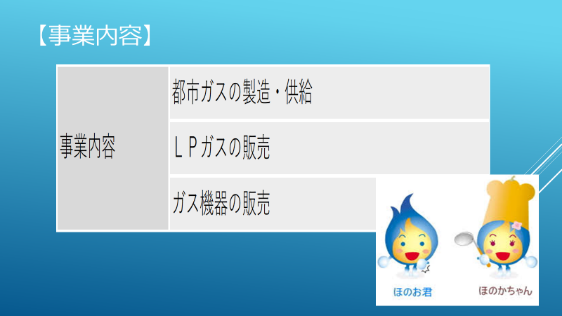 【事業内容】
都市ガスの製造・供給
事業内容
ＬＰガスの販売
ガス機器の販売
ほのお君
ほのかちゃん